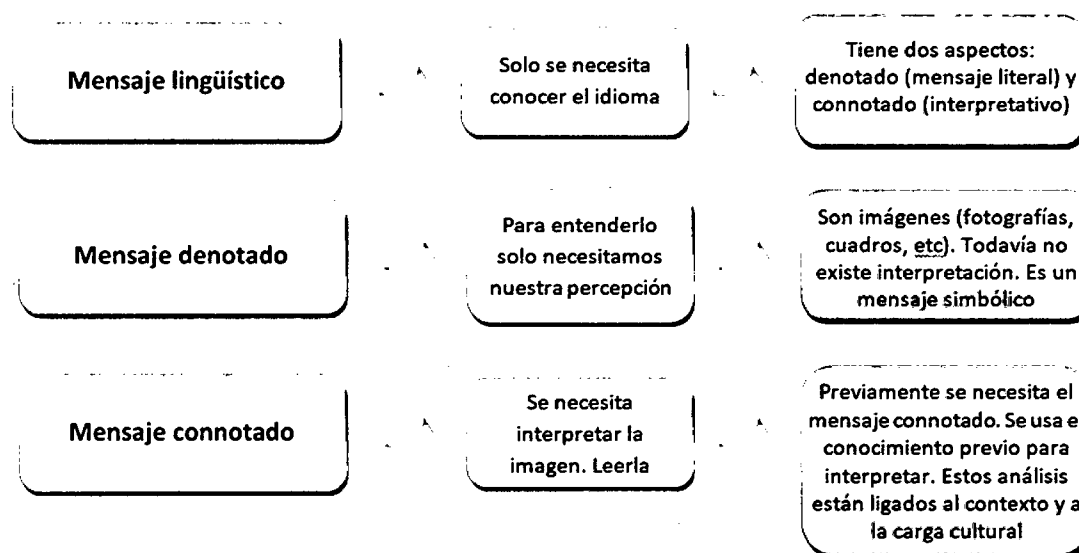 Mensaje lingüístico
Solo se necesita
conocer el idioma
Tiene dos aspectos:
denotado (mensaje literal) y
connotado (interpretativo)
Mensaje denotado
Para entenderlo
solo necesitamos
nuestra percepción
Son imágenes (fotografías,
cuadros, etc). Todavía no
existe interpretación. Es un
mensaje simbólico
Mensaje connotado
Se necesita
interpretar la
imagen. Leerla
Previamente se necesita el
mensaje connotado. Se usa e
conocimiento previo para
interpretar. Estos análisis
están ligados al contexto y a
la carga cultural